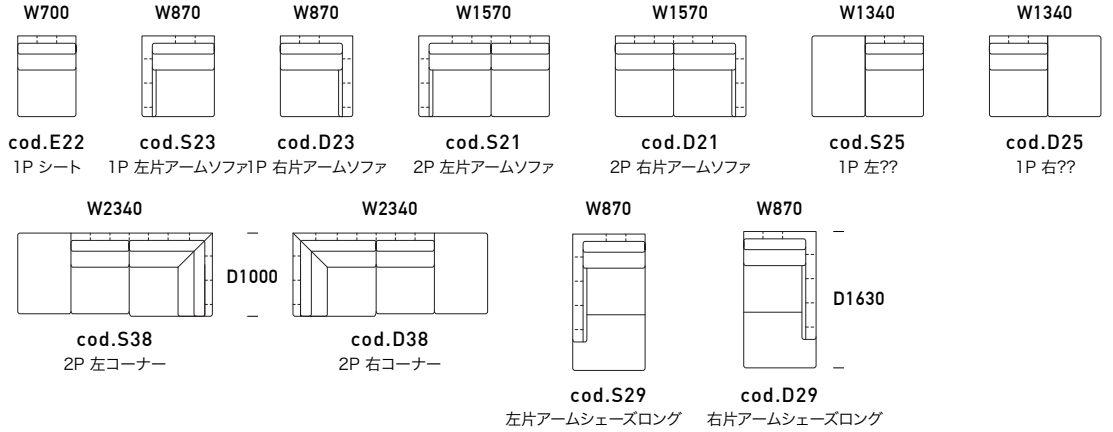 W700
W870
W870
W1570
W1570
W1340
W1340
cod.E22
cod.S23
cod.D23
cod.S21
cod.D21
cod.S25
cod.D25
1P シート
1P 左片アームソファ
1P 右片アームソファ
2P 左片アームソファ
2P 右片アームソファ
1P 左??
1P 右??
W2340
W2340
W870
W870
D1000
D1630
cod.S38
cod.D38
2P 左コーナー
2P 右コーナー
cod.S29
cod.D29
左片アームシェーズロング
右片アームシェーズロング